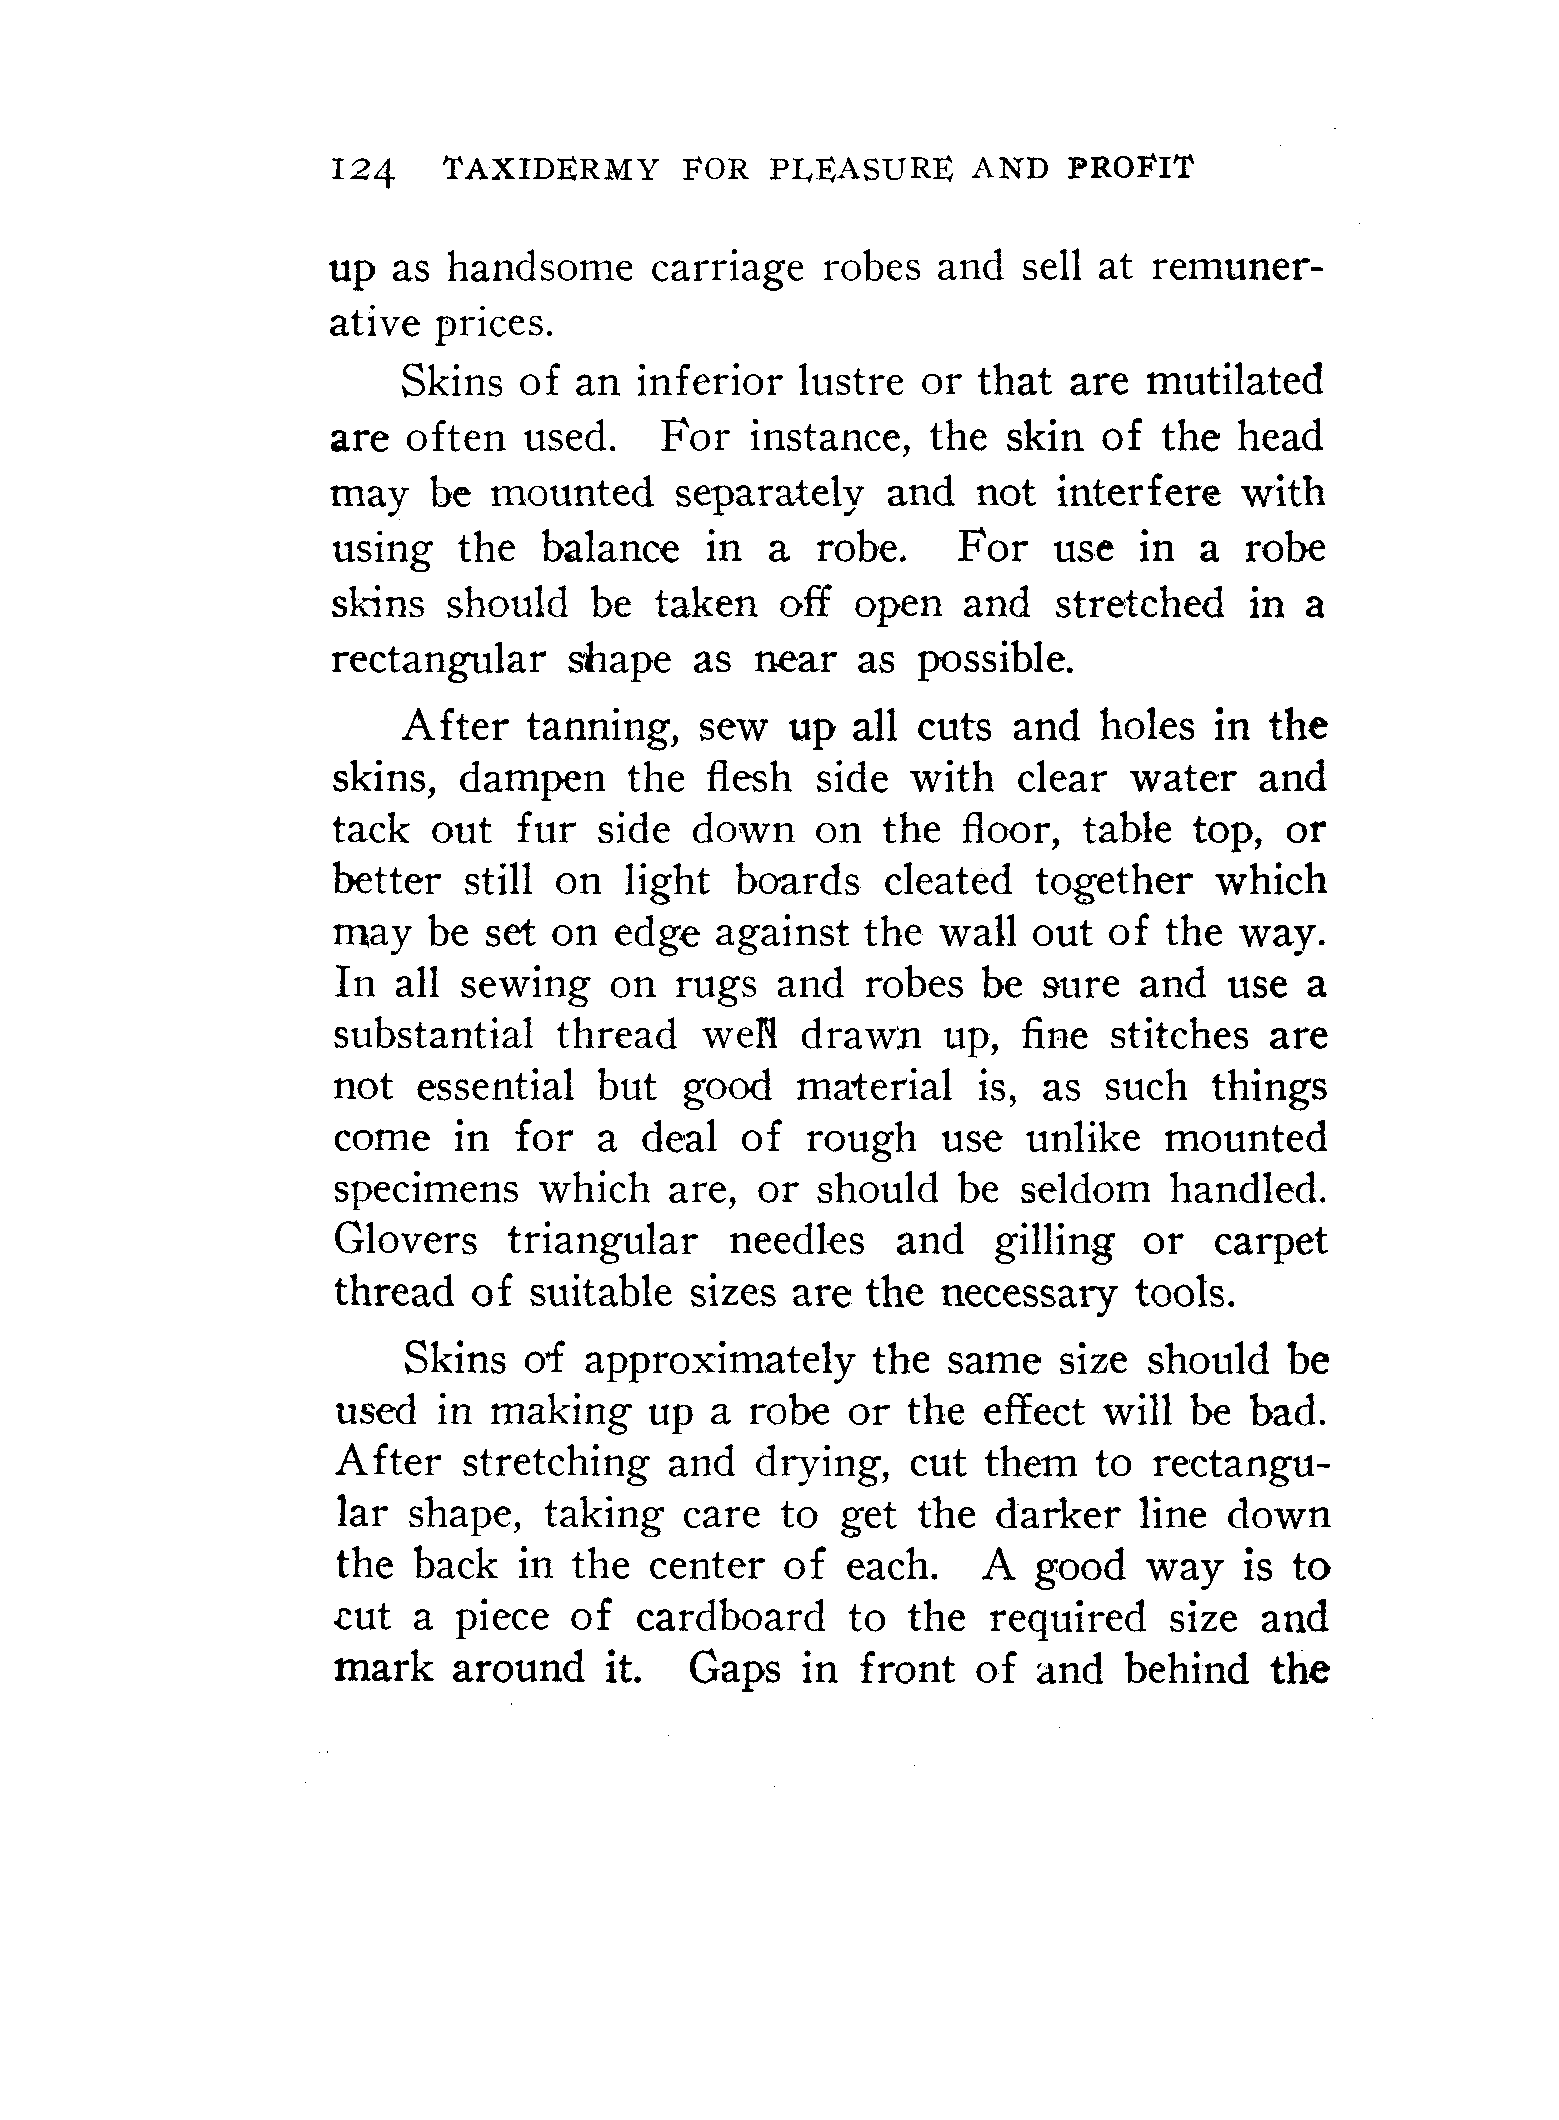 124 TAXIDERMY FOR PLEASURE AND PROFIT
up as handsome carriage robes and sell at remuner-
ative prices.
Skins of an inferior lustre or that are mutilated
are often used. For instance, the skin of the head
may be mounted separately and not interfere with
using the balance in a robe. For use in a robe
skins should be taken off open and stretched in a
rectangular shape as near as possible.
After tanning, sew up all cuts and holes in the
skins, dampen the flesh side with clear water and
tack out fur side down on the floor, table top, or
better still on light boards cleated together which
may be set on edge against the wall out of the way.
In all sewing on rugs and robes be sure and use a
substantial thread well drawn up, fine stitches are
not essential but good material is, as such things
come in for a deal of rough use unlike mounted
specimens which are, or should be seldom handled.
Glovers triangular needles and gilling or carpet
thread of suitable sizes are the necessary tools.
Skins of approximately the same size should be
used in making up a robe or the effect will be bad.
After stretching and drying, cut them to rectangu-
lar shape, taking care to get the darker line down
the back in the center of each. A good way is to
cut a piece of cardboard to the required size and
mark around it. Gaps in front of and behind the